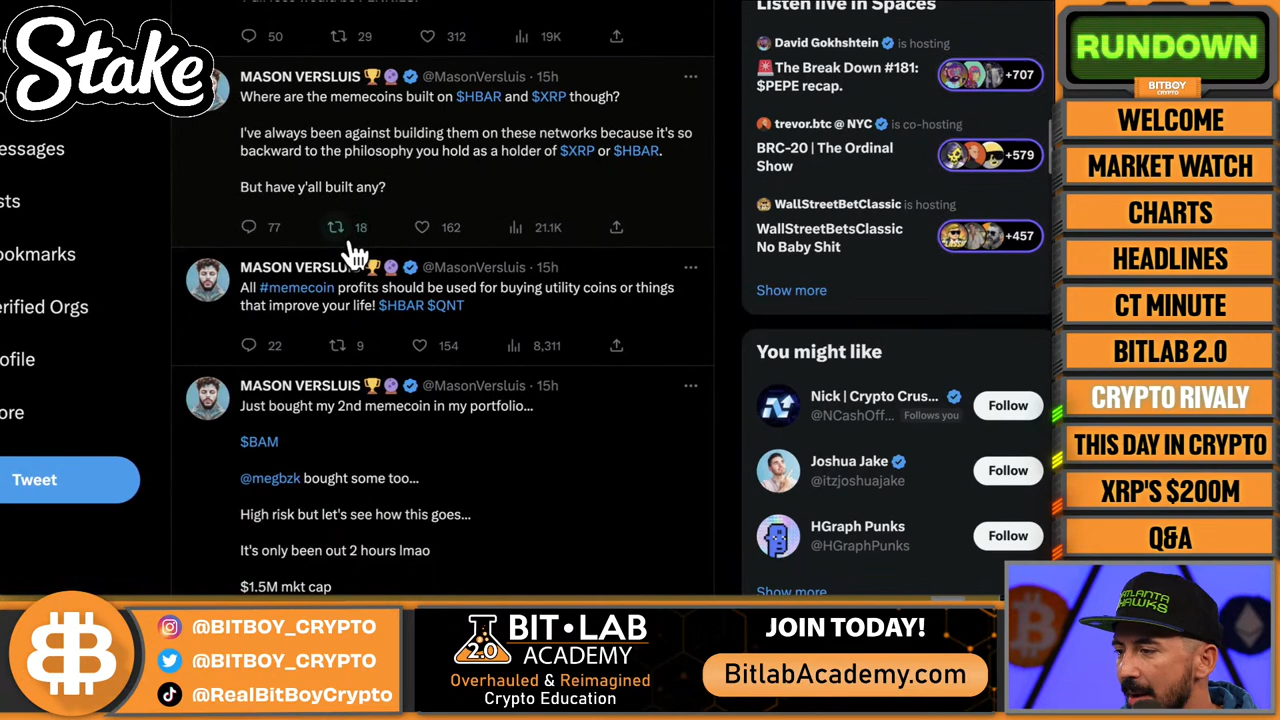 Stake
50 29 312 19K
MASON VERSLUIS @MasonVersluis · 15h
Where are the memecoins built on $HBAR and $XRP though?
I've always been against building them on these networks because it's so
backward to the philosophy you hold as a holder of $XRP or $HBAR.
But have y'all built any?
77 18 162 21.1K
MASON VERSLUIS @MasonVersluis · 15h
All #memecoin profits should be used for buying utility coins or things
that improve your life! $HBAR $QNT
22 9 154 8,311
MASON VERSLUIS @MasonVersluis · 15h
Just bought my 2nd memecoin in my portfolio...
$BAM
@megbzk bought some too...
High risk but let's see how this goes...
It's only been out 2 hours lmao
$1.5M mkt cap
essages
sts
ookmarks
erified Orgs
ofile
ore
Tweet
Listen live in Spaces
David Gokhshtein is hosting
🚨The Break Down #181:
$PEPE recap.
+707
trevor.btc @ NYC is co-hosting
BRC-20 | The Ordinal
Show
+579
WallStreetBetClassic is hosting
WallStreetBetsClassic
No Baby Shit
+457
Show more
You might like
Nick | Crypto Crus...
@NCashOff... Follows you
Follow
Joshua Jake
@itzjoshuajake
Follow
HGraph Punks
@HGraphPunks
Follow
Show more
RUNDOWN
BITBOY
CRYPTO
WELCOME
MARKET WATCH
CHARTS
HEADLINES
CT MINUTE
BITLAB 2.0
CRYPTO RIVALY
THIS DAY IN CRYPTO
XRP'S $200M
Q&A
@BITBOY_CRYPTO
@BITBOY_CRYPTO
@RealBitBoyCrypto
2.0
BIT•LAB
ACADEMY
Overhauled & Reimagined
Crypto Education
JOIN TODAY!
BitlabAcademy.com
ATLANTA
HAWKS